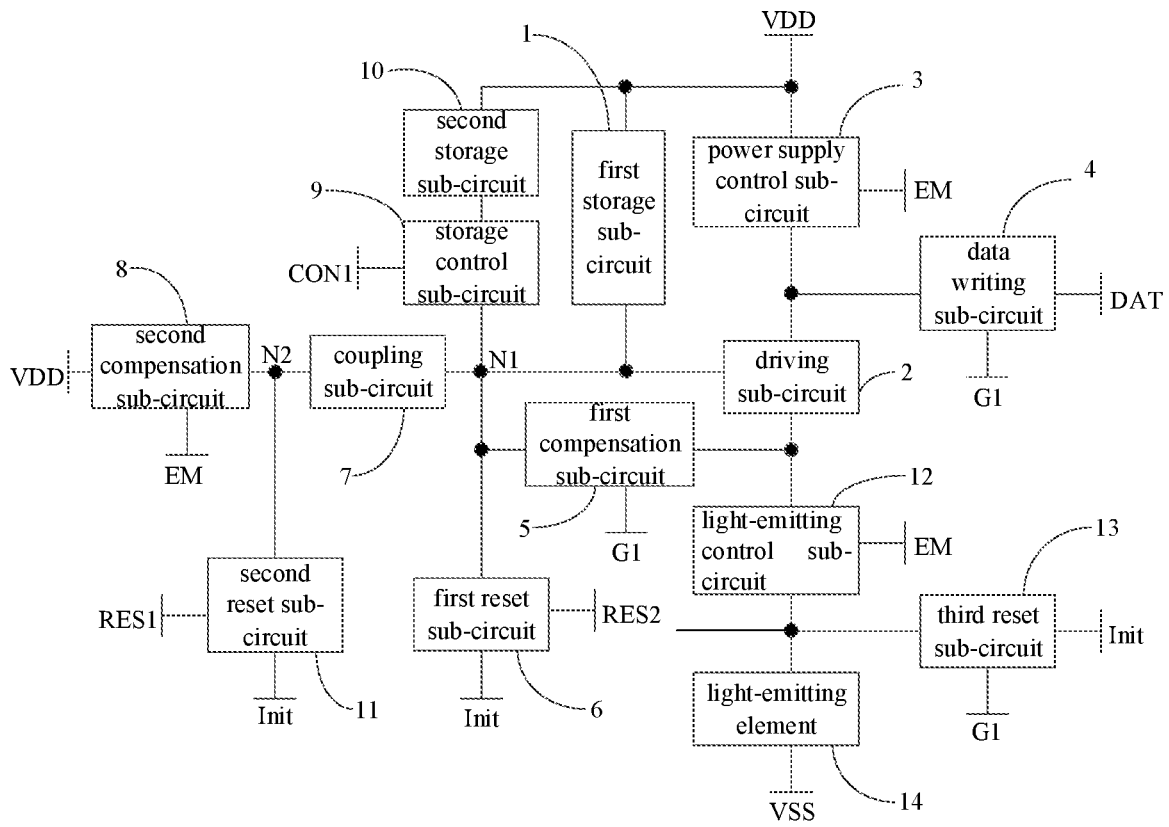 VDD
1
10
3
second
storage
sub-circuit
first
storage
sub-
circuit
power supply
control sub-
circuit
EM
4
9
storage
control
sub-circuit
CON1
data
writing
sub-circuit
DAT
G1
8
VDD
second
compensation
sub-circuit
EM
N2
coupling
sub-circuit
7
N1
driving
sub-circuit
2
first
compensation
sub-circuit
5
G1
12
light-emitting
control sub-
circuit
EM
13
RES1
second
reset sub-
circuit
11
Init
first reset
sub-circuit
RES2
6
Init
third reset
sub-circuit
Init
G1
light-emitting
element
14
VSS